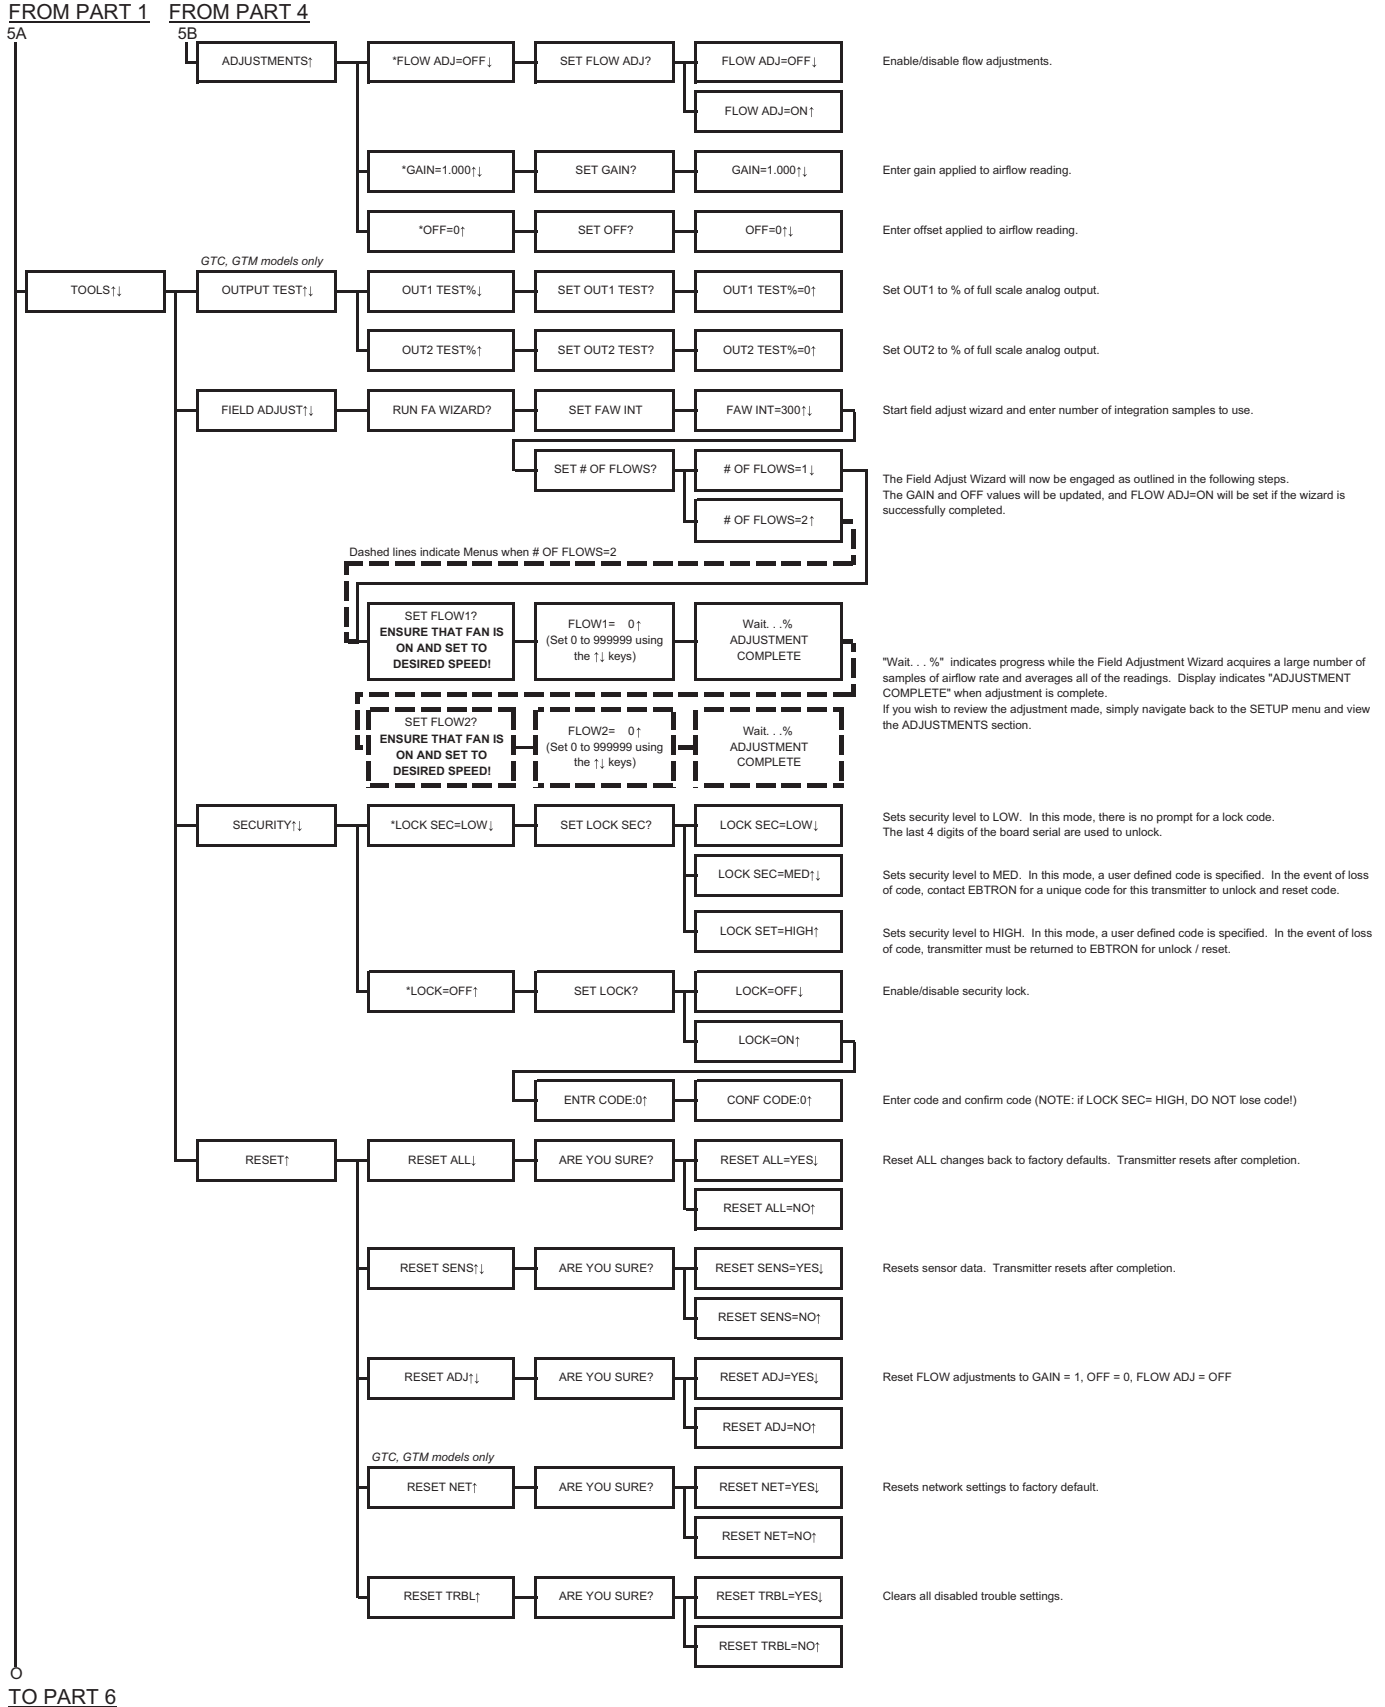 FROM PART 1 FROM PART 4
5A 5B
ADJUSTMENTS↑ *FLOW ADJ=OFF↓ SET FLOW ADJ? FLOW ADJ=OFF↓ Enable/disable flow adjustments.
FLOW ADJ=ON↑
*GAIN=1.000↑↓ SET GAIN? GAIN=1.000↑↓ Enter gain applied to airflow reading.
*OFF=0↑ SET OFF? OFF=0↑↓ Enter offset applied to airflow reading.
GTC, GTM models only
TOOLS↑↓ OUTPUT TEST↑↓ OUT1 TEST%↓ SET OUT1 TEST? OUT1 TEST%=0↑ Set OUT1 to % of full scale analog output.
OUT2 TEST%↑ SET OUT2 TEST? OUT2 TEST%=0↑ Set OUT2 to % of full scale analog output.
FIELD ADJUST↑↓ RUN FA WIZARD? SET FAW INT FAW INT=300↑↓ Start field adjust wizard and enter number of integration samples to use.
SET # OF FLOWS? # OF FLOWS=1↓
# OF FLOWS=2↑
The Field Adjust Wizard will now be engaged as outlined in the following steps.
The GAIN and OFF values will be updated, and FLOW ADJ=ON will be set if the wizard is
successfully completed.
Dashed lines indicate Menus when # OF FLOWS=2
SET FLOW1?
ENSURE THAT FAN IS
ON AND SET TO
DESIRED SPEED!
FLOW1= 0↑
(Set 0 to 999999 using
the ↑↓ keys)
Wait. . .%
ADJUSTMENT
COMPLETE
"Wait. . . %" indicates progress while the Field Adjustment Wizard acquires a large number of
samples of airflow rate and averages all of the readings. Display indicates "ADJUSTMENT
COMPLETE" when adjustment is complete.
If you wish to review the adjustment made, simply navigate back to the SETUP menu and view
the ADJUSTMENTS section.
SET FLOW2?
ENSURE THAT FAN IS
ON AND SET TO
DESIRED SPEED!
FLOW2= 0↑
(Set 0 to 999999 using
the ↑↓ keys)
Wait. . .%
ADJUSTMENT
COMPLETE
SECURITY↑↓ *LOCK SEC=LOW↓ SET LOCK SEC? LOCK SEC=LOW↓
Sets security level to LOW. In this mode, there is no prompt for a lock code.
The last 4 digits of the board serial are used to unlock.
LOCK SEC=MED↑↓
Sets security level to MED. In this mode, a user defined code is specified. In the event of loss
of code, contact EBTRON for a unique code for this transmitter to unlock and reset code.
LOCK SET=HIGH↑
Sets security level to HIGH. In this mode, a user defined code is specified. In the event of loss
of code, transmitter must be returned to EBTRON for unlock / reset.
*LOCK=OFF↑ SET LOCK? LOCK=OFF↓ Enable/disable security lock.
LOCK=ON↑
ENTR CODE:0↑ CONF CODE:0↑ Enter code and confirm code (NOTE: if LOCK SEC= HIGH, DO NOT lose code!)
RESET↑ RESET ALL↓ ARE YOU SURE? RESET ALL=YES↓ Reset ALL changes back to factory defaults. Transmitter resets after completion.
RESET ALL=NO↑
RESET SENS↑↓ ARE YOU SURE? RESET SENS=YES↓ Resets sensor data. Transmitter resets after completion.
RESET SENS=NO↑
RESET ADJ↑↓ ARE YOU SURE? RESET ADJ=YES↓ Reset FLOW adjustments to GAIN = 1, OFF = 0, FLOW ADJ = OFF
RESET ADJ=NO↑
GTC, GTM models only
RESET NET↑ ARE YOU SURE? RESET NET=YES↓ Resets network settings to factory default.
RESET NET=NO↑
RESET TRBL↑ ARE YOU SURE? RESET TRBL=YES↓ Clears all disabled trouble settings.
RESET TRBL=NO↑
O
TO PART 6